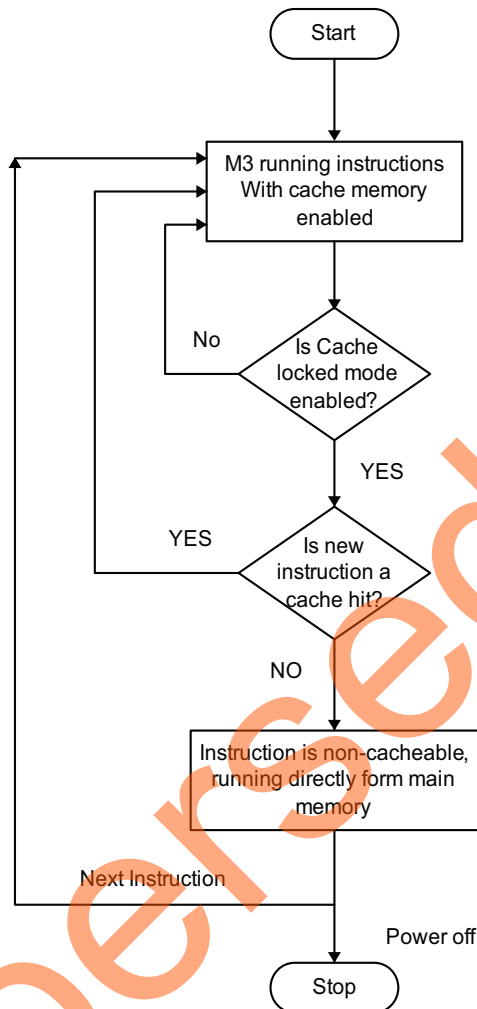 Start
M3 running instructions
With cache memory
enabled
No
Is Cache
locked mode
enabled?
YES
YES
Is new
instruction a
cache hit?
NO
Instruction is non-cacheable,
running directly form main
memory
Next Instruction
Power off
Stop